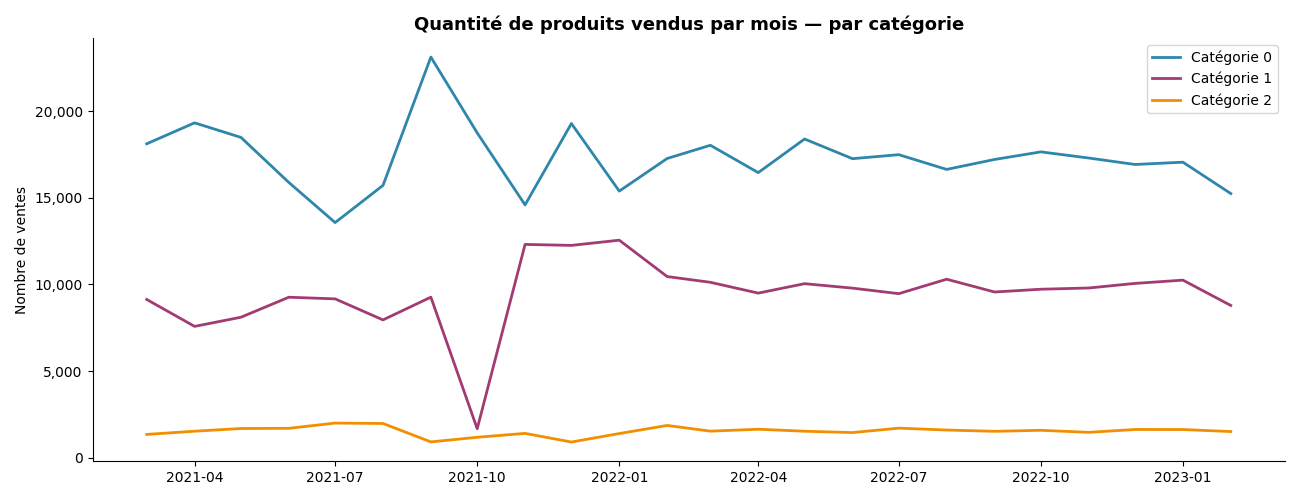 Quantité de produits vendus par mois — par catégorie
Catégorie 0
Catégorie 1
Catégorie 2
Nombre de ventes
20,000
15,000
10,000
5,000
0
2021-04
2021-07
2021-10
2022-01
2022-04
2022-07
2022-10
2023-01